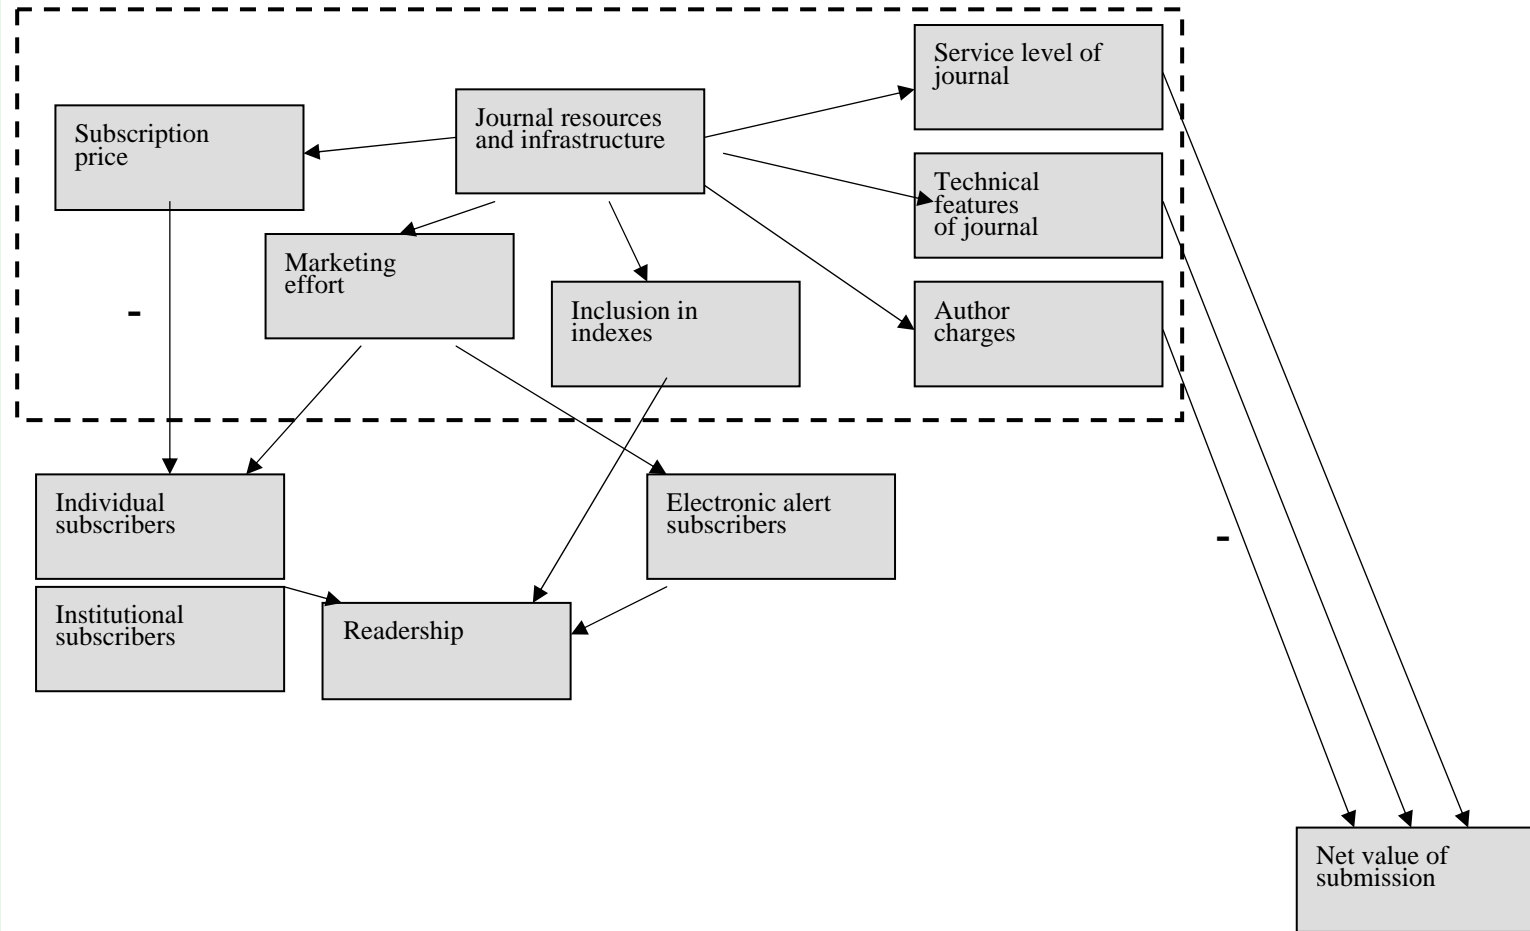 Service level of
journal
Journal resources
and infrastructure
Subscription
price
Technical
features
of journal
Marketing
effort
Inclusion in
indexes
Author
charges
-
Individual
subscribers
Electronic alert
subscribers
-
Institutional
subscribers
Readership
Net value of
submission